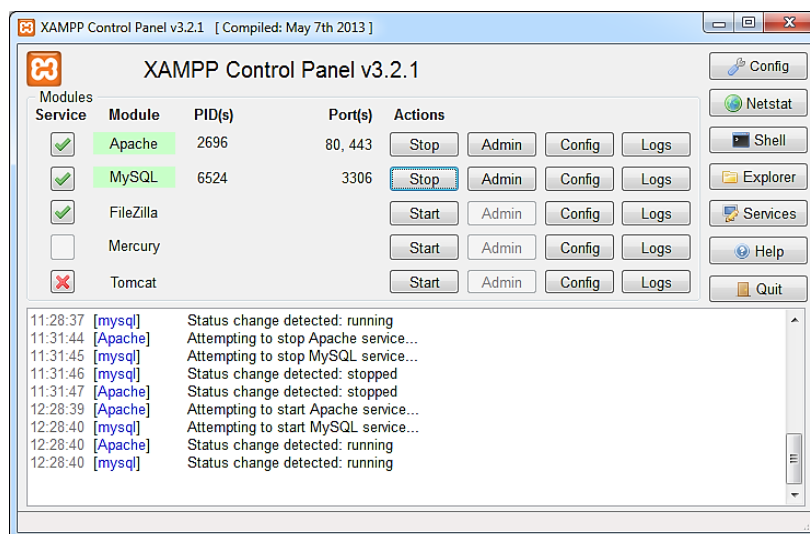 XAMPP Control Panel v3.2.1 [ Compiled: May 7th 2013 ]
XAMPP Control Panel v3.2.1
Config
Modules
Netstat
Service Module PID(s) Port(s) Actions
Apache 2696 80, 443 Stop Admin Config Logs
Shell
MySQL 6524 3306 Stop Admin Config Logs
Explorer
FileZilla Start Admin Config Logs
Services
Mercury Start Admin Config Logs
Help
Tomcat Start Admin Config Logs
Quit
11:28:37 [mysql] Status change detected: running
11:31:44 [Apache] Attempting to stop Apache service...
11:31:45 [mysql] Attempting to stop MySQL service...
11:31:46 [mysql] Status change detected: stopped
11:31:47 [Apache] Status change detected: stopped
12:28:39 [Apache] Attempting to start Apache service...
12:28:40 [mysql] Attempting to start MySQL service...
12:28:40 [Apache] Status change detected: running
12:28:40 [mysql] Status change detected: running